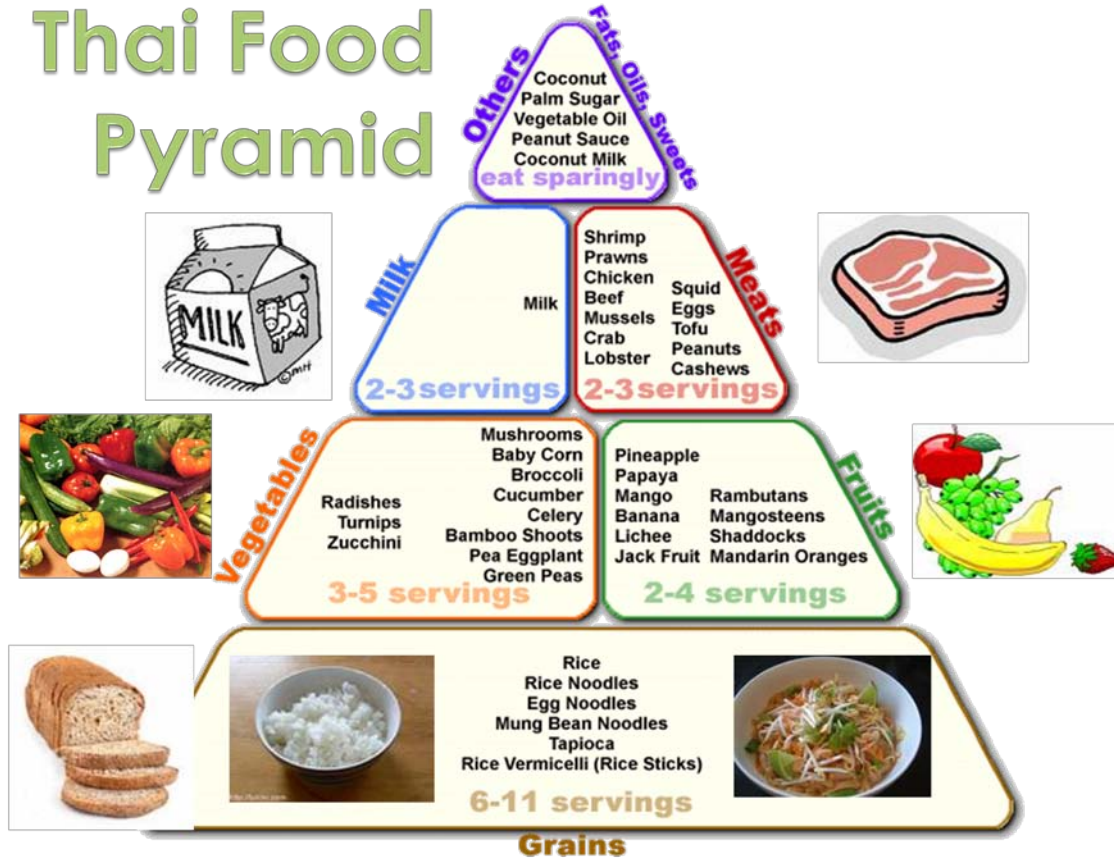 Thai Food
Pyramid
Others
Fats, Oils, Sweets
Coconut
Palm Sugar
Vegetable Oil
Peanut Sauce
Coconut Milk
eat sparingly
Milk
Milk
2-3 servings
Meats
Shrimp
Prawns
Chicken
Beef
Mussels
Crab
Lobster
Squid
Eggs
Tofu
Peanuts
Cashews
2-3 servings
MILK
©MH
Vegetables
Radishes
Turnips
Zucchini
Mushrooms
Baby Corn
Broccoli
Cucumber
Celery
Bamboo Shoots
Pea Eggplant
Green Peas
3-5 servings
Fruits
Pineapple
Papaya
Mango
Banana
Lichee
Jack Fruit
Rambutans
Mangosteens
Shaddocks
Mandarin Oranges
2-4 servings
Rice
Rice Noodles
Egg Noodles
Mung Bean Noodles
Tapioca
Rice Vermicelli (Rice Sticks)
6-11 servings
Grains